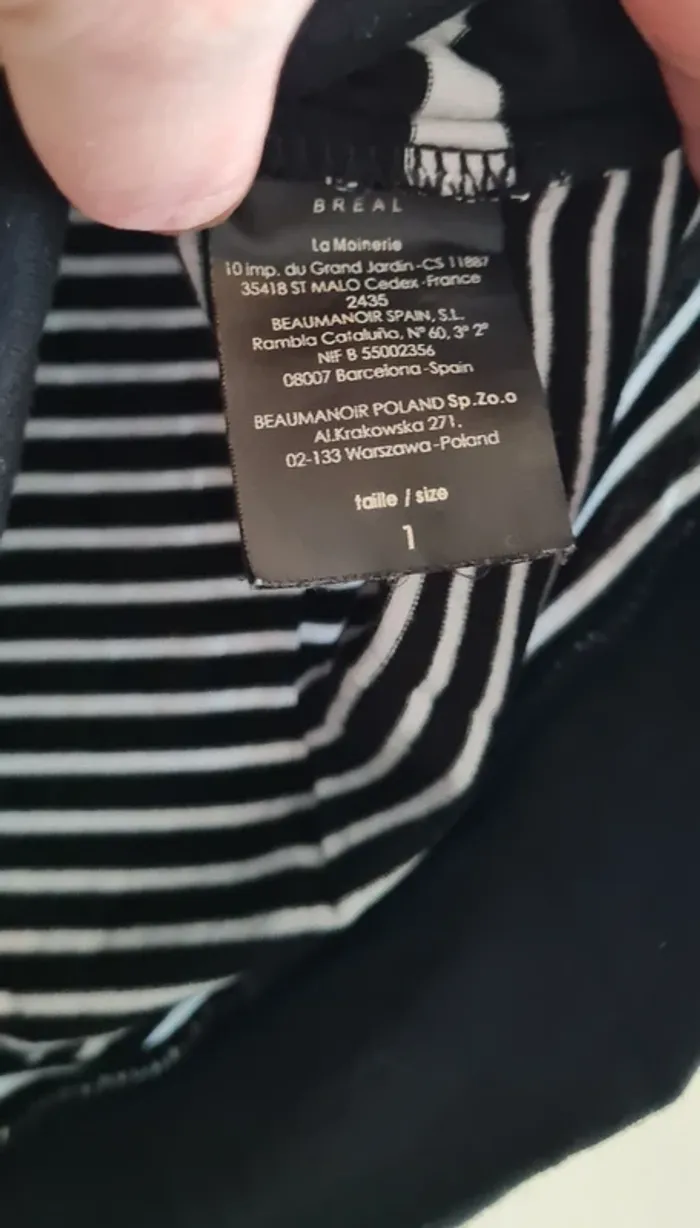 BREAL
La Moinerie
10 imp. du Grand Jardin-CS 11887
35418 ST MALO Cedex-France
2435
BEAUMANOIR SPAIN, S.L.
Rambla Cataluña, Nº 60, 3º 2ª
NIF B 55002356
08007 Barcelona-Spain
BEAUMANOIR POLAND Sp.Zo.o
Al.Krakowska 271.
02-133 Warszawa-Poland
taille / size
1